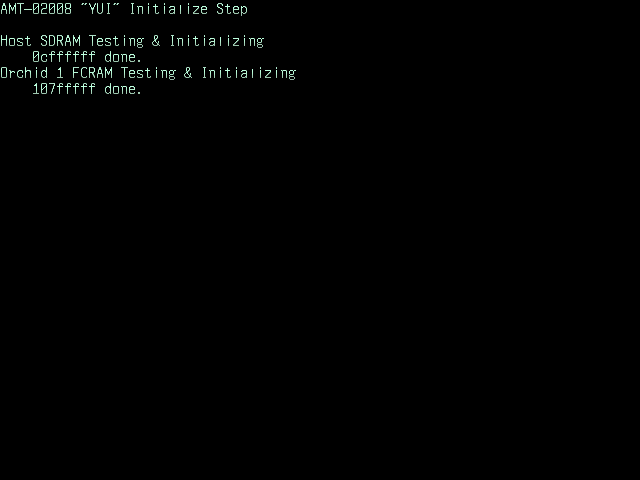 AMT-02008 "YUI" Initialize Step
Host SDRAM Testing & Initializing
0cffffff done.
Orchid 1 FCRAM Testing & Initializing
107fffff done.